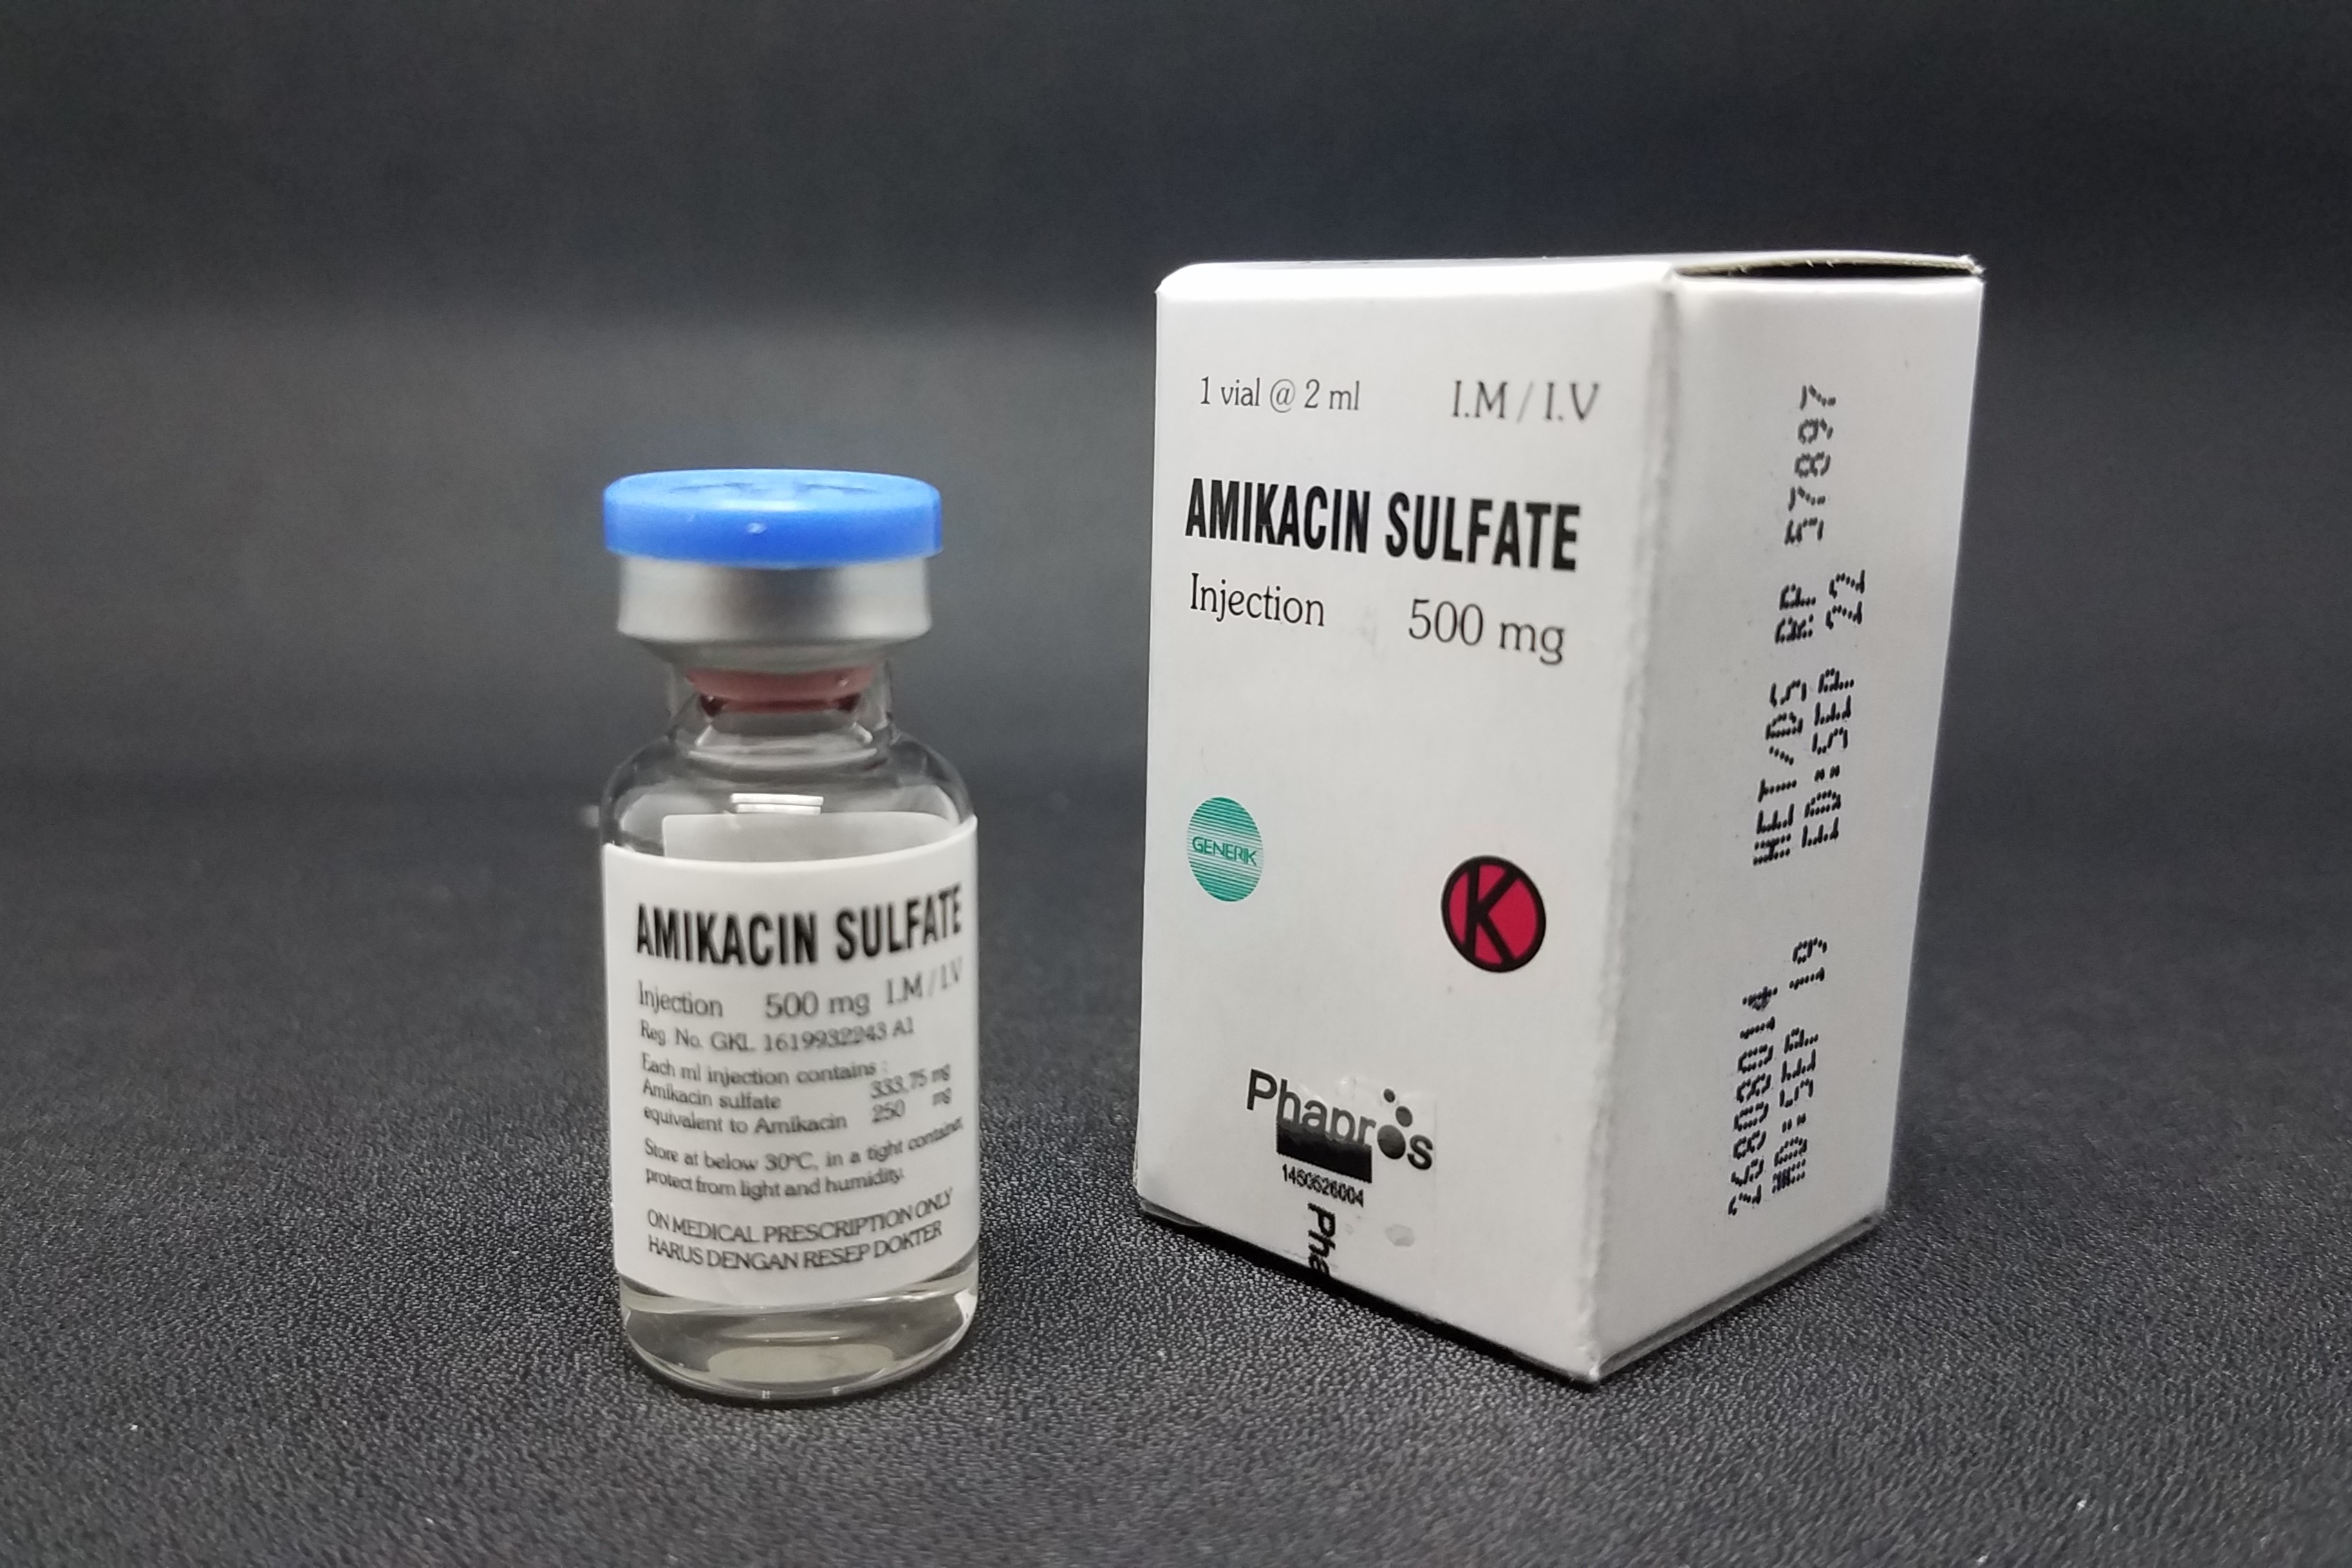 AMIKACIN SULFATE
Injection 500 mg I.M / I.V
Reg. No. GKL 1619932243 A1
Each ml injection contains :
Amikacin sulfate 333.75 mg
equivalent to Amikacin 250 mg
Store at below 30°C, in a tight container,
protect from light and humidity.
ON MEDICAL PRESCRIPTION ONLY
HARUS DENGAN RESEP DOKTER
1 vial @ 2 ml I.M / I.V
AMIKACIN SULFATE
Injection 500 mg
GENERIK
K
Phapros
1450526004
Pha
HET/DS RP 57897
MD:SEP 19 ED:SEP 22